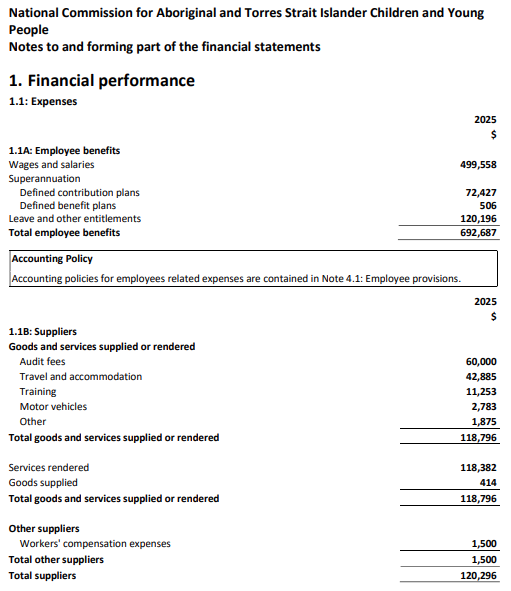 National Commission for Aboriginal and Torres Strait Islander Children and Young
People
Notes to and forming part of the financial statements
1. Financial performance
1.1: Expenses
2025
$
1.1A: Employee benefits
Wages and salaries 499,558
Superannuation
Defined contribution plans 72,427
Defined benefit plans 506
Leave and other entitlements 120,196
Total employee benefits 692,687
Accounting Policy
Accounting policies for employees related expenses are contained in Note 4.1: Employee provisions.
2025
$
1.1B: Suppliers
Goods and services supplied or rendered
Audit fees 60,000
Travel and accommodation 42,885
Training 11,253
Motor vehicles 2,783
Other 1,875
Total goods and services supplied or rendered 118,796
Services rendered 118,382
Goods supplied 414
Total goods and services supplied or rendered 118,796
Other suppliers
Workers' compensation expenses 1,500
Total other suppliers 1,500
Total suppliers 120,296